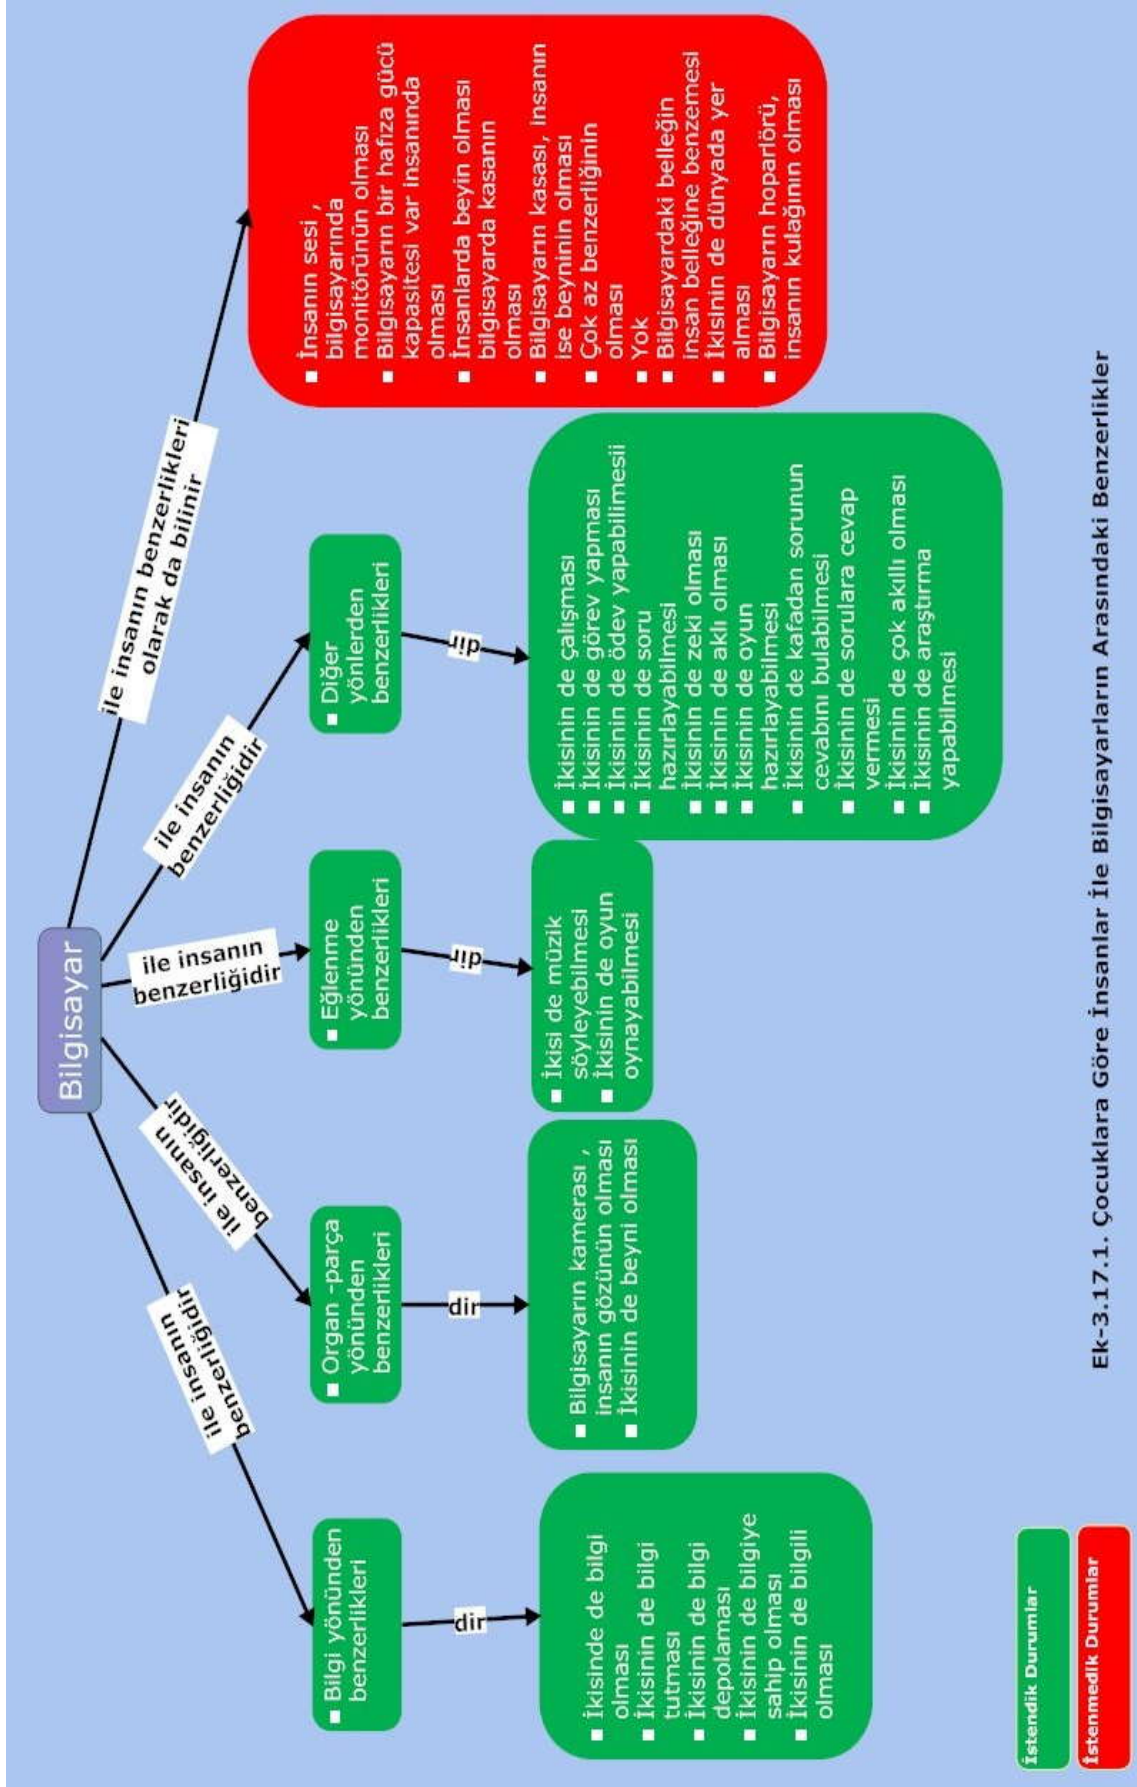 Bilgisayar
ile insanın
benzerliğidir
ile insanın
benzerliğidir
ile insanın
benzerliğidir
ile insanın
benzerliğidir
ile insanın benzerlikleri
olarak da bilinir
Bilgi yönünden
benzerlikleri
Organ -parça
yönünden
benzerlikleri
Eğlenme
yönünden
benzerlikleri
Diğer
yönlerden
benzerlikleri
dir
dir
dir
dir
İkisinde de bilgi
olması
İkisinin de bilgi
tutması
İkisinin de bilgi
depolaması
İkisinin de bilgiye
sahip olması
İkisinin de bilgili
olması
Bilgisayarın kamerası ,
insanın gözünün olması
İkisinin de beyni olması
İkisi de müzik
söyleyebilmesi
İkisinin de oyun
oynayabilmesi
İkisinin de çalışması
İkisinin de görev yapması
İkisinin de ödev yapabilimesii
İkisinin de soru
hazırlayabilmesi
İkisinin de zeki olması
İkisinin de aklı olması
İkisinin de oyun
hazırlayabilmesi
İkisinin de kafadan sorunun
cevabını bulabilmesi
İkisinin de sorulara cevap
vermesi
İkisinin de çok akıllı olması
İkisinin de araştırma
yapabilmesi
İnsanın sesi ,
bilgisayarında
monitörünün olması
Bilgisayarın bir hafıza gücü
kapasitesi var insanında
olması
İnsanlarda beyin olması
bilgisayarda kasanın
olması
Bilgisayarın kasası, insanın
ise beyninin olması
Çok az benzerliğinin
olması
Yok
Bilgisayardaki belleğin
insan belleğine benzemesi
İkisinin de dünyada yer
alması
Bilgisayarın hoparlörü,
insanın kulağının olması
İstendik Durumlar
İstenmedik Durumlar
Ek-3.17.1. Çocuklara Göre İnsanlar İle Bilgisayarların Arasındaki Benzerlikler